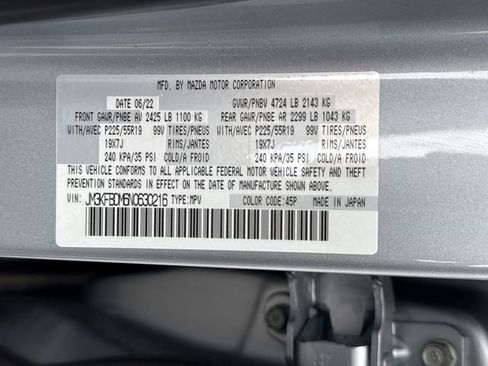 MFD. BY MAZDA MOTOR CORPORATION
DATE 06/22 GVWR/PNBV 4724 LB 2143 KG
FRONT GAWR/PNBE AV 2425 LB 1100 KG REAR GAWR/PNBE AR 2299 LB 1043 KG
WITH/AVEC P225/55R19 99V TIRES/PNEUS WITH/AVEC P225/55R19 99V TIRES/PNEUS
19X7J RIMS/JANTES 19X7J RIMS/JANTES
240 KPA/35 PSI COLD/A FROID 240 KPA/35 PSI COLD/A FROID
THIS VEHICLE CONFORMS TO ALL APPLICABLE FEDERAL MOTOR VEHICLE SAFETY AND THEFT
PREVENTION STANDARDS IN EFFECT ON THE DATE OF MANUFACTURE SHOWN ABOVE.
VIN: JM3KFBDM6N0630216 TYPE: MPV COLOR CODE: 45P MADE IN JAPAN